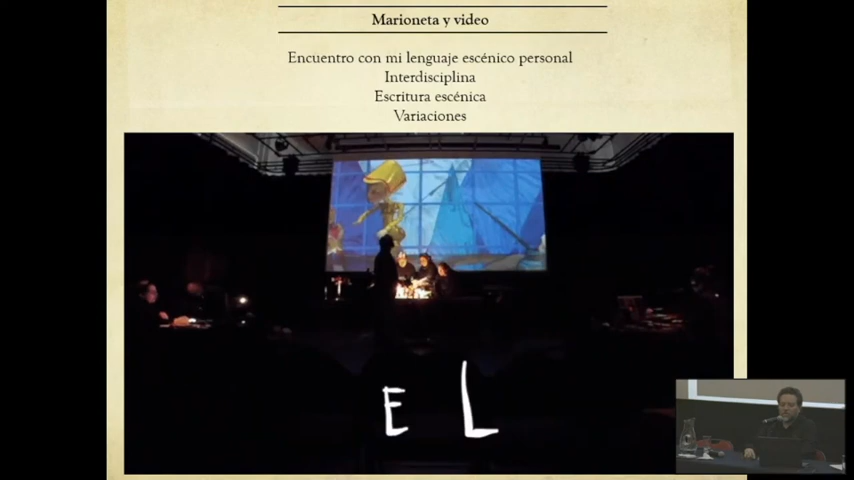 Marioneta y video
Encuentro con mi lenguaje escénico personal
Interdisciplina
Escritura escénica
Variaciones
E L